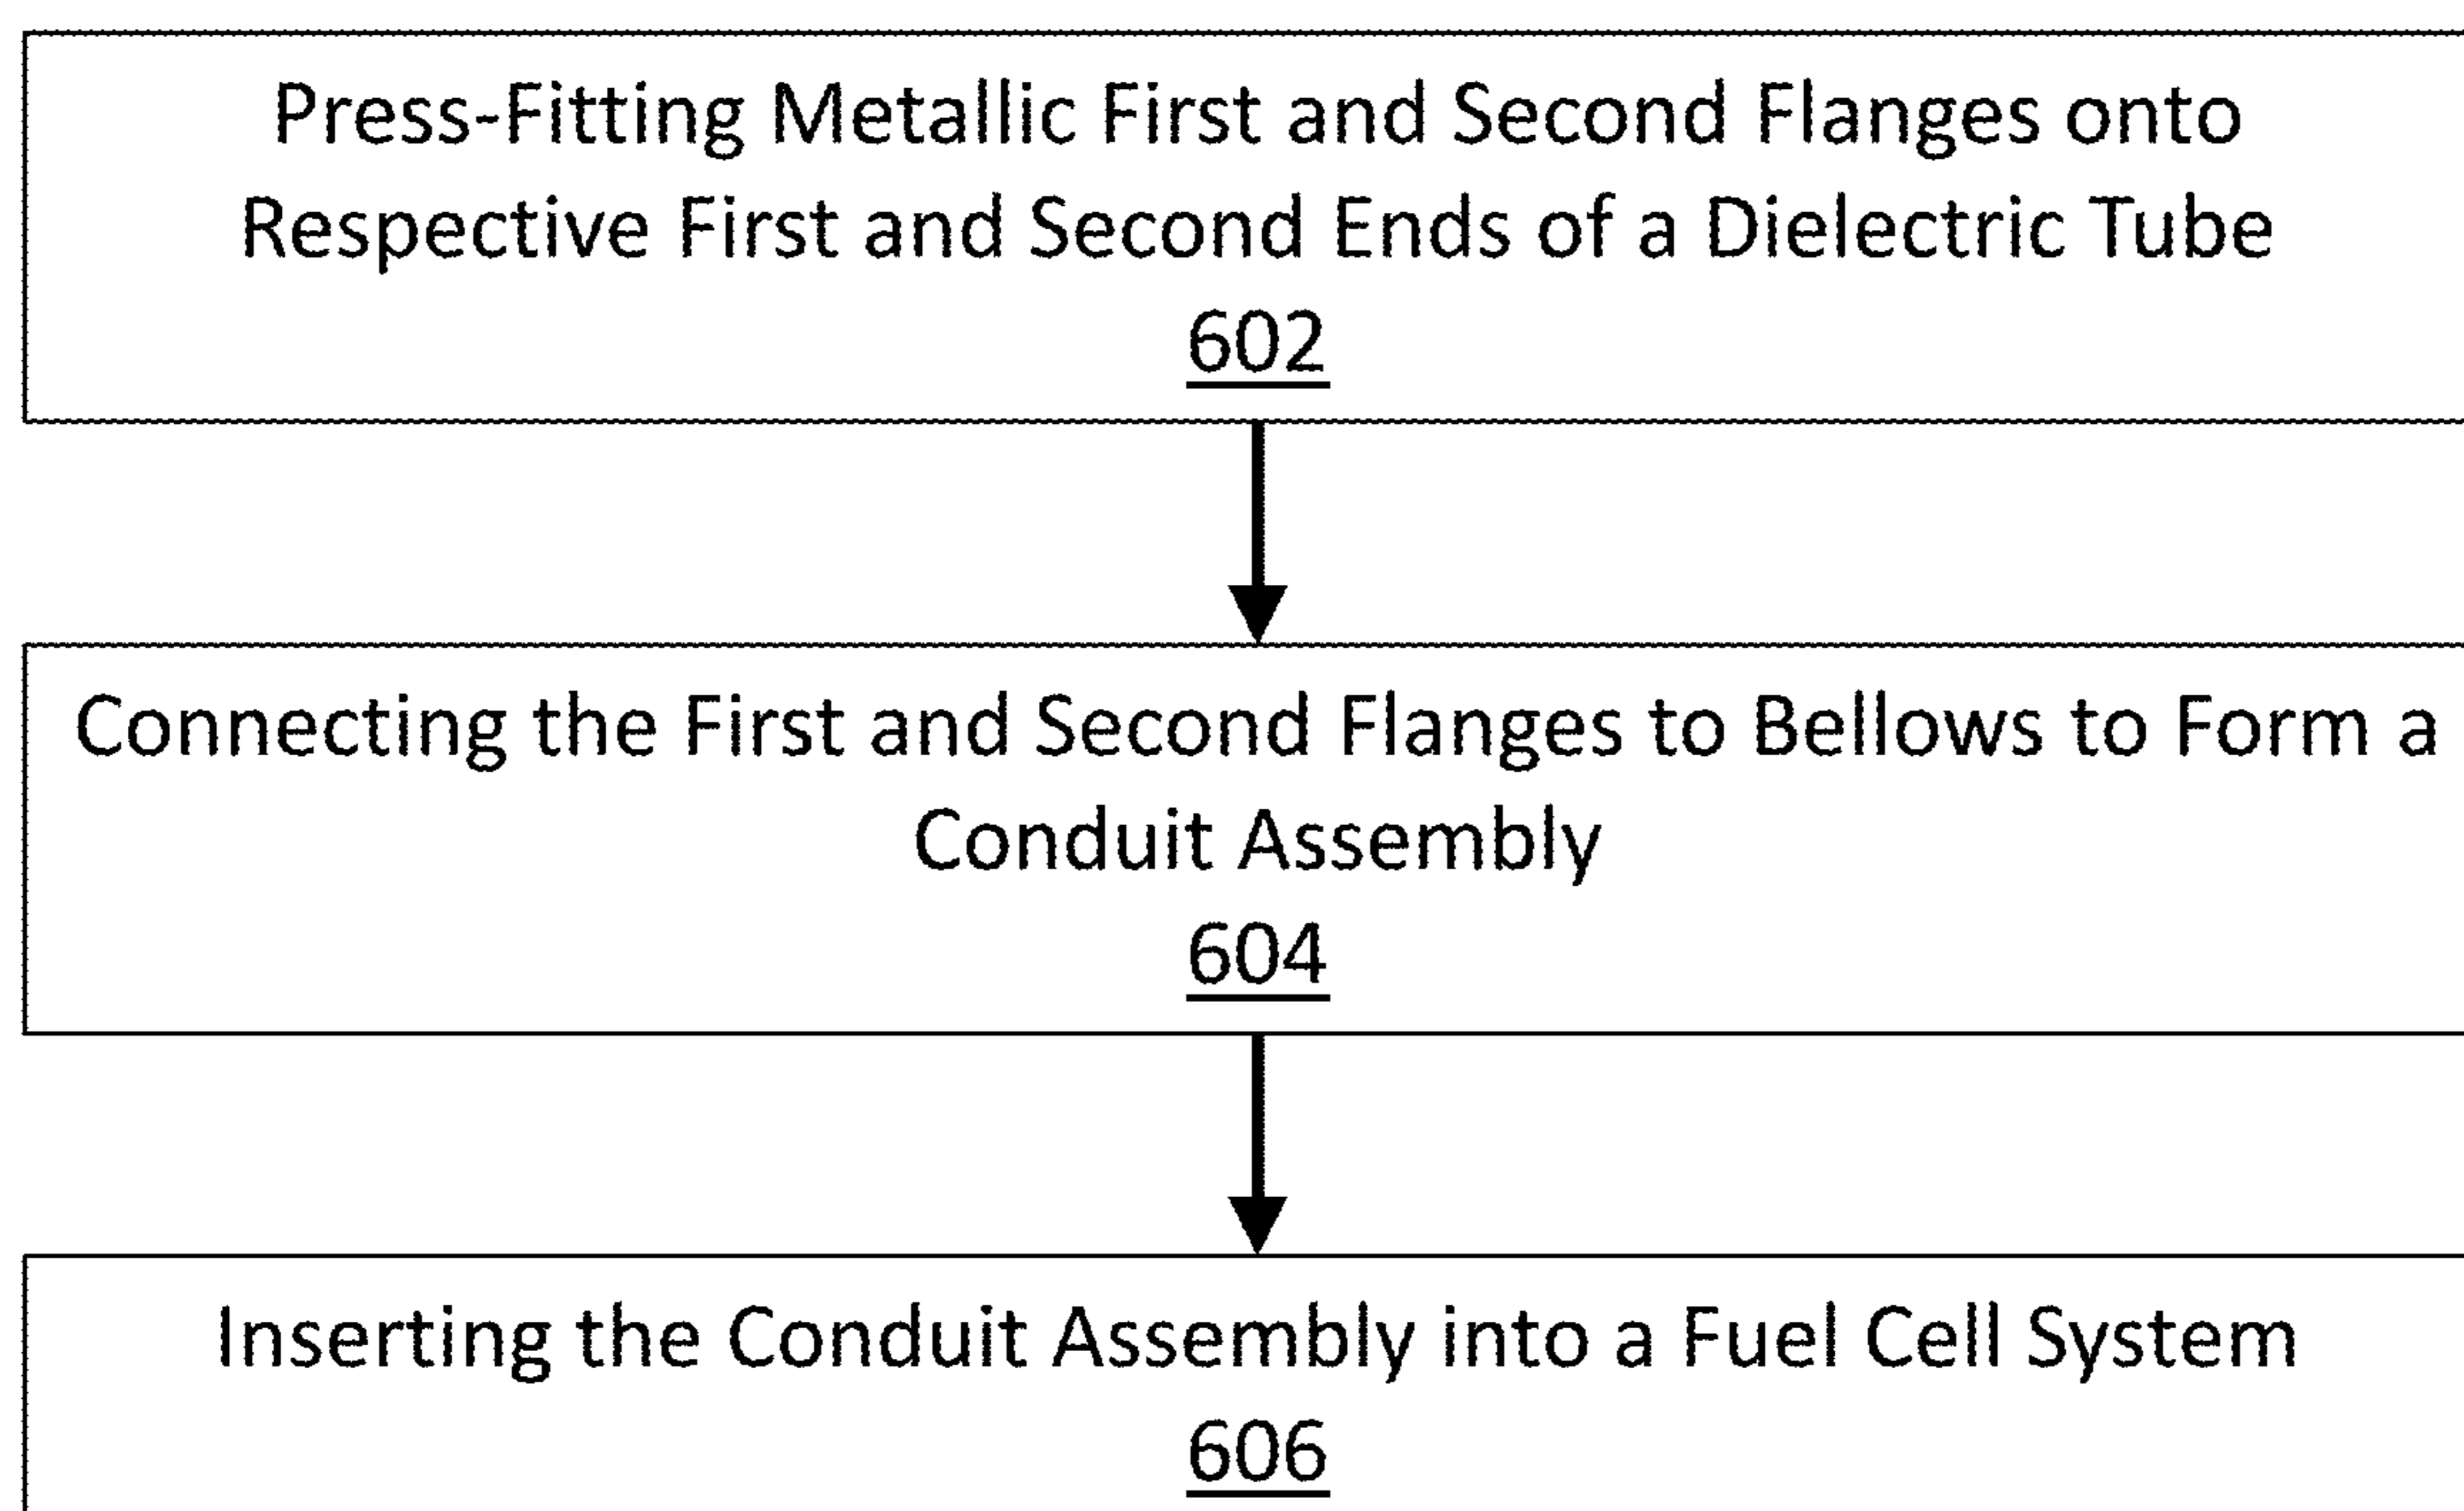 Press-Fitting Metallic First and Second Flanges onto
Respective First and Second Ends of a Dielectric Tube
602
Connecting the First and Second Flanges to Bellows to Form a
Conduit Assembly
604
Inserting the Conduit Assembly into a Fuel Cell System
606